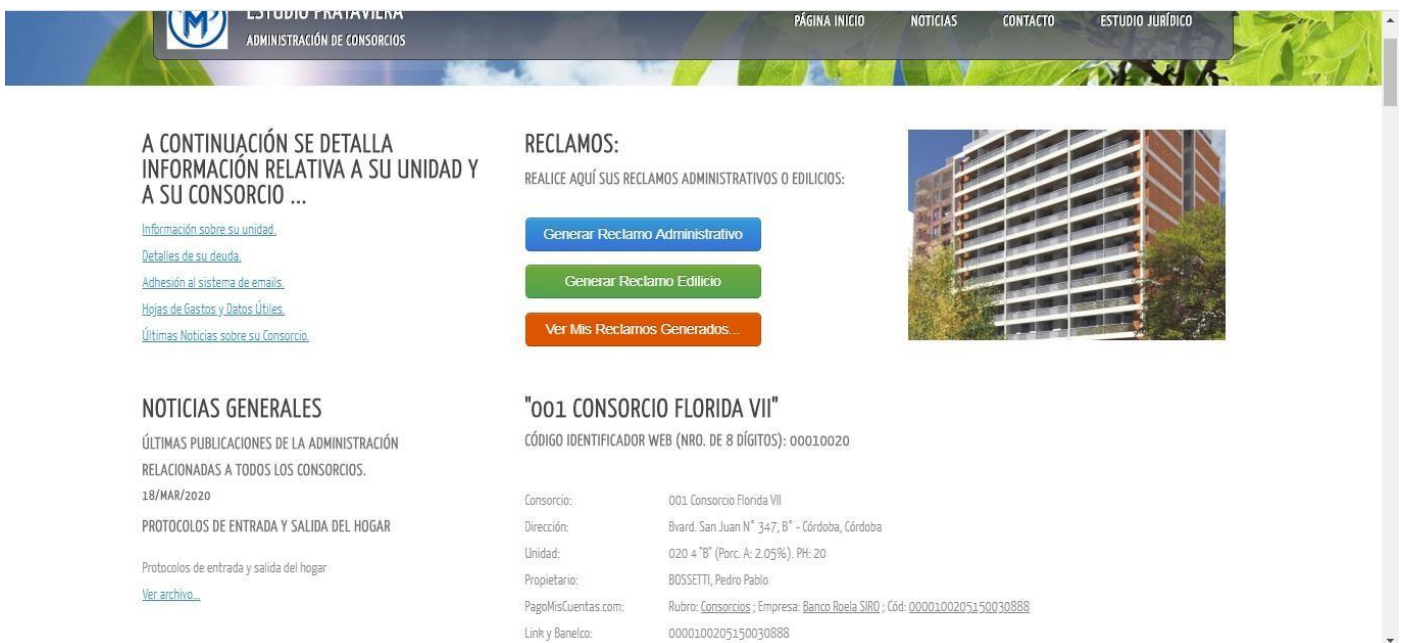 ESTUDIO PRATAVIERA
ADMINISTRACIÓN DE CONSORCIOS
PÁGINA INICIO NOTICIAS CONTACTO ESTUDIO JURÍDICO
A CONTINUACIÓN SE DETALLA
INFORMACIÓN RELATIVA A SU UNIDAD Y
A SU CONSORCIO ...
Información sobre su unidad.
Detalles de su deuda.
Adhesión al sistema de emails.
Hojas de Gastos y Datos Útiles.
Últimas Noticias sobre su Consorcio.
RECLAMOS:
REALICE AQUÍ SUS RECLAMOS ADMINISTRATIVOS O EDILICIOS:
Generar Reclamo Administrativo
Generar Reclamo Edilicio
Ver Mis Reclamos Generados...
NOTICIAS GENERALES
ÚLTIMAS PUBLICACIONES DE LA ADMINISTRACIÓN
RELACIONADAS A TODOS LOS CONSORCIOS.
18/MAR/2020
PROTOCOLOS DE ENTRADA Y SALIDA DEL HOGAR
Protocolos de entrada y salida del hogar
Ver archivo...
"001 CONSORCIO FLORIDA VII"
CÓDIGO IDENTIFICADOR WEB (NRO. DE 8 DÍGITOS): 00010020
Consorcio: 001 Consorcio Florida VII
Dirección: Bvard. San Juan N° 347, B° - Córdoba, Córdoba
Unidad: 020 4 "B" (Porc. A: 2.05%). PH: 20
Propietario: BOSSETTI, Pedro Pablo
PagoMisCuentas.com: Rubro: Consorcios ; Empresa: Banco Roela SIRO ; Cód: 0000100205150030888
Link y Banelco: 0000100205150030888